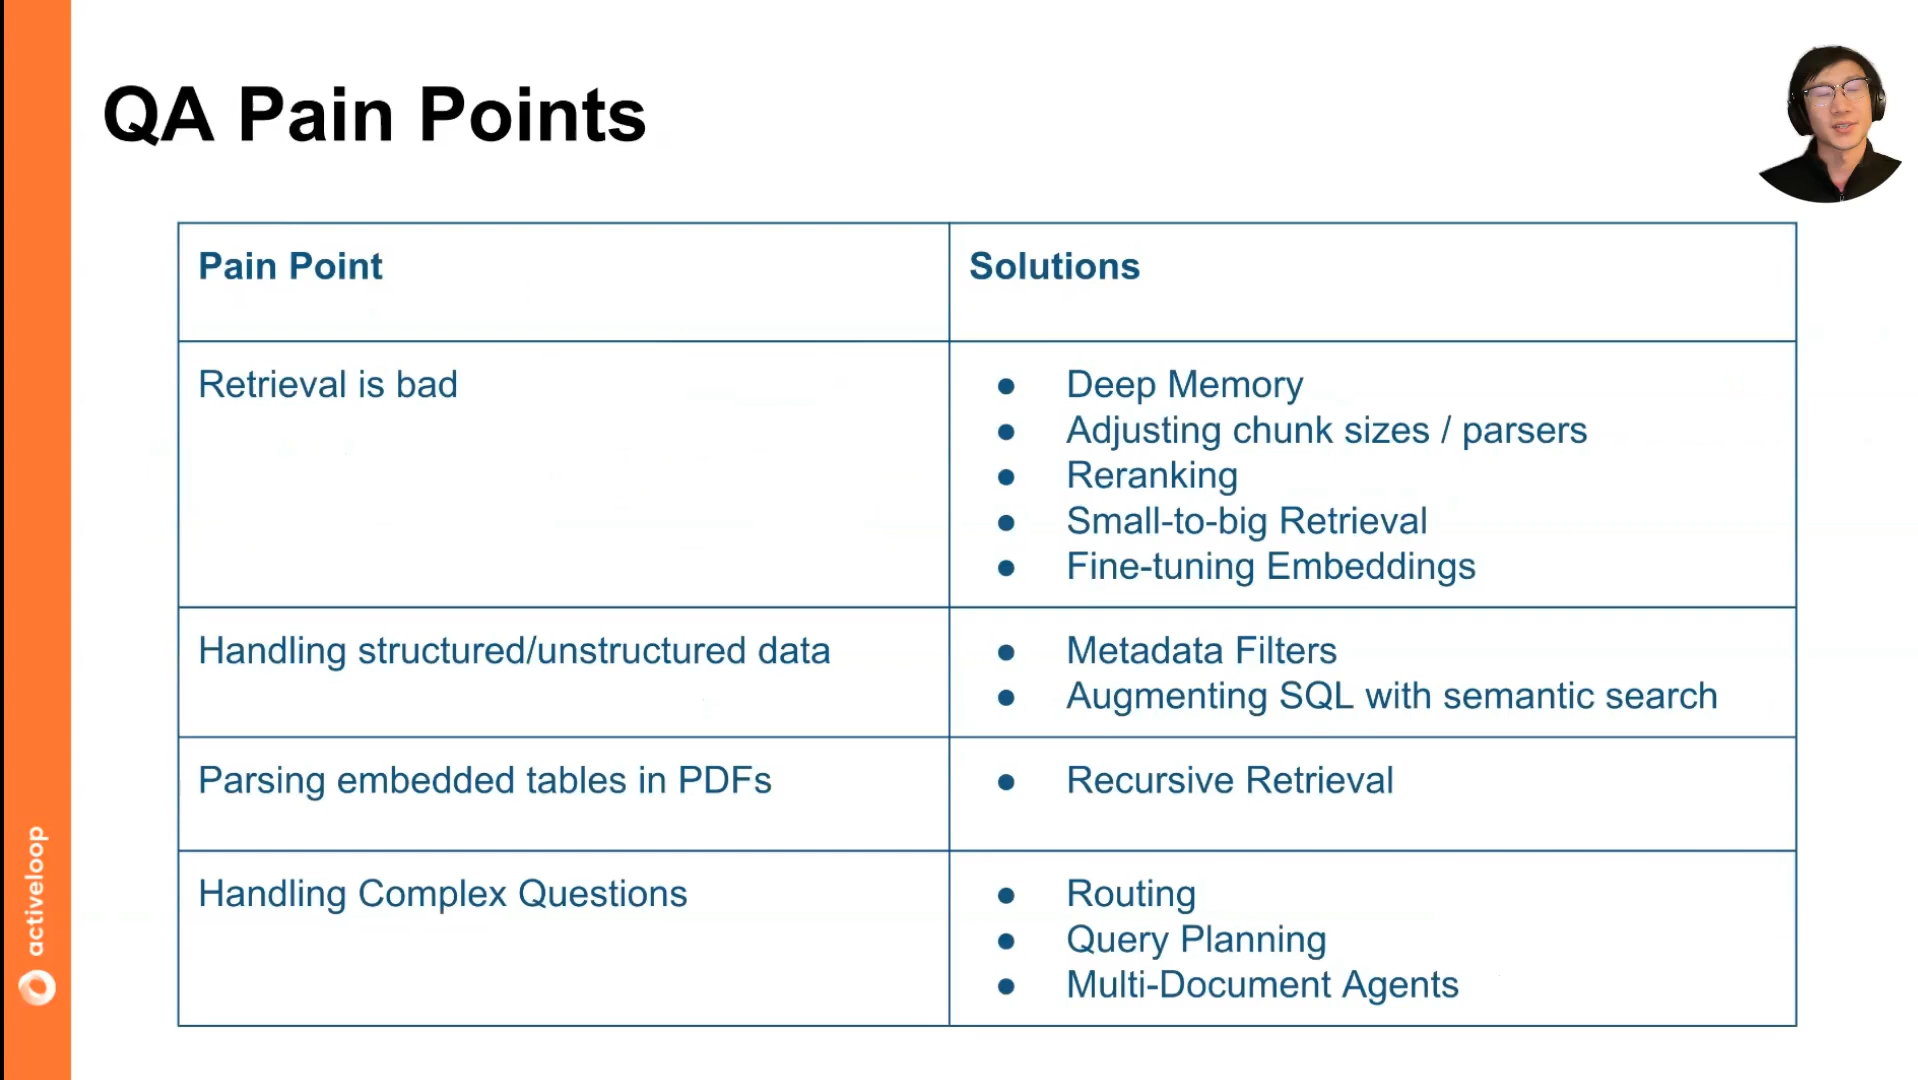 QA Pain Points
Pain Point
Solutions
Retrieval is bad
● Deep Memory
● Adjusting chunk sizes / parsers
● Reranking
● Small-to-big Retrieval
● Fine-tuning Embeddings
Handling structured/unstructured data
● Metadata Filters
● Augmenting SQL with semantic search
Parsing embedded tables in PDFs
● Recursive Retrieval
Handling Complex Questions
● Routing
● Query Planning
● Multi-Document Agents
activeloop